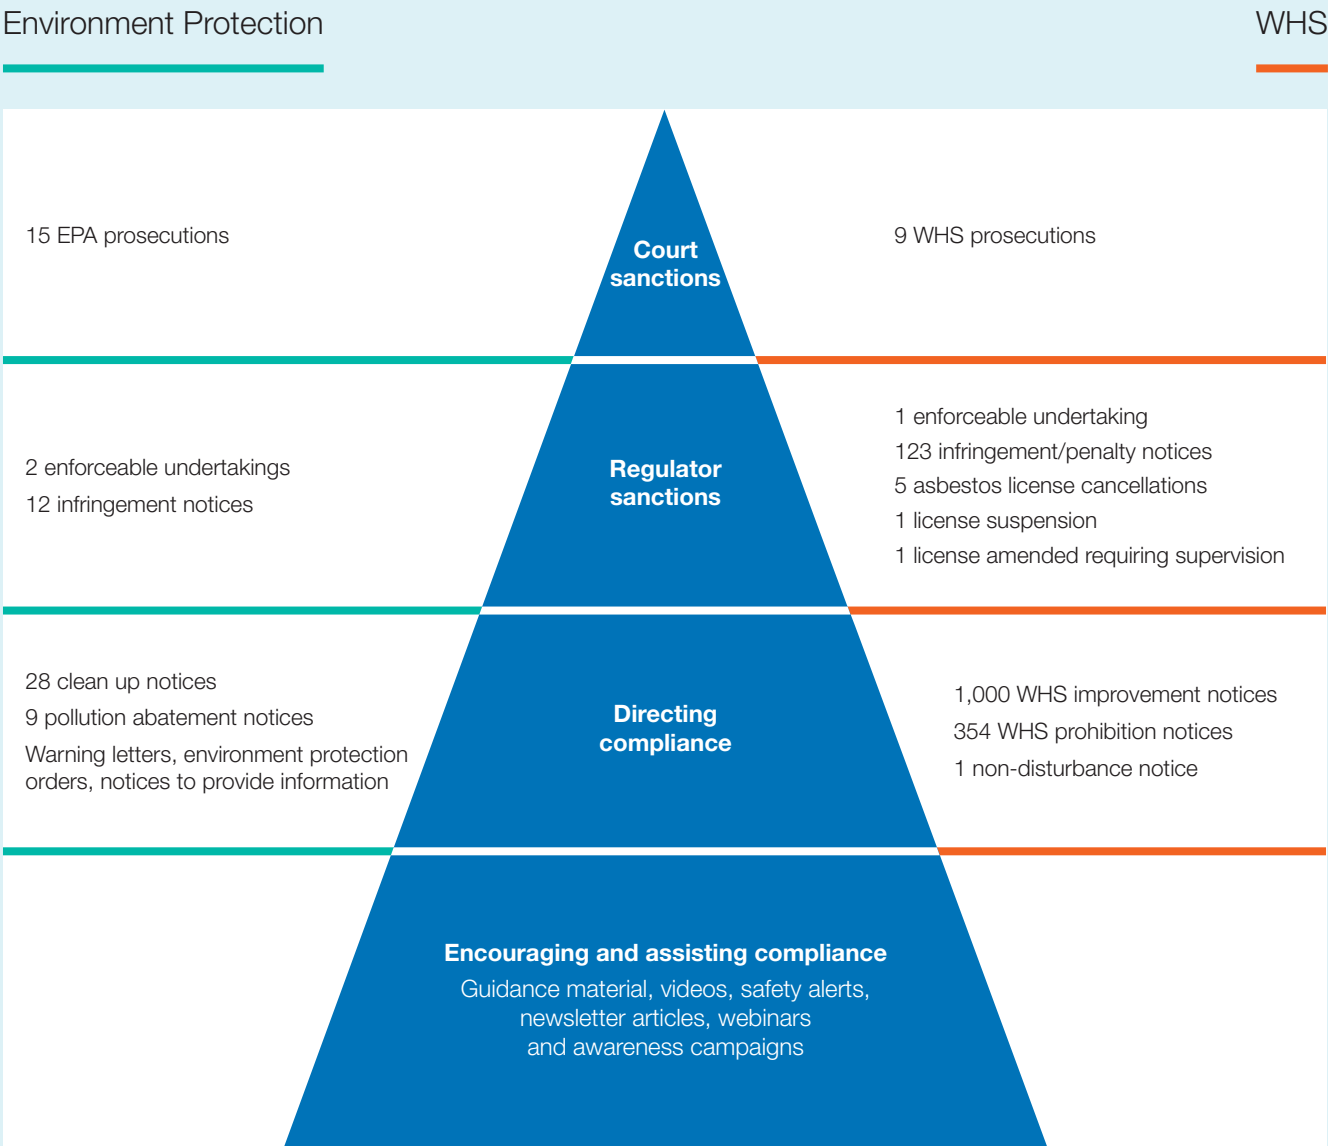 Environment Protection
WHS
15 EPA prosecutions
Court
sanctions
9 WHS prosecutions
2 enforceable undertakings
12 infringement notices
Regulator
sanctions
1 enforceable undertaking
123 infringement/penalty notices
5 asbestos license cancellations
1 license suspension
1 license amended requiring supervision
28 clean up notices
9 pollution abatement notices
Warning letters, environment protection
orders, notices to provide information
Directing
compliance
1,000 WHS improvement notices
354 WHS prohibition notices
1 non-disturbance notice
Encouraging and assisting compliance
Guidance material, videos, safety alerts,
newsletter articles, webinars
and awareness campaigns